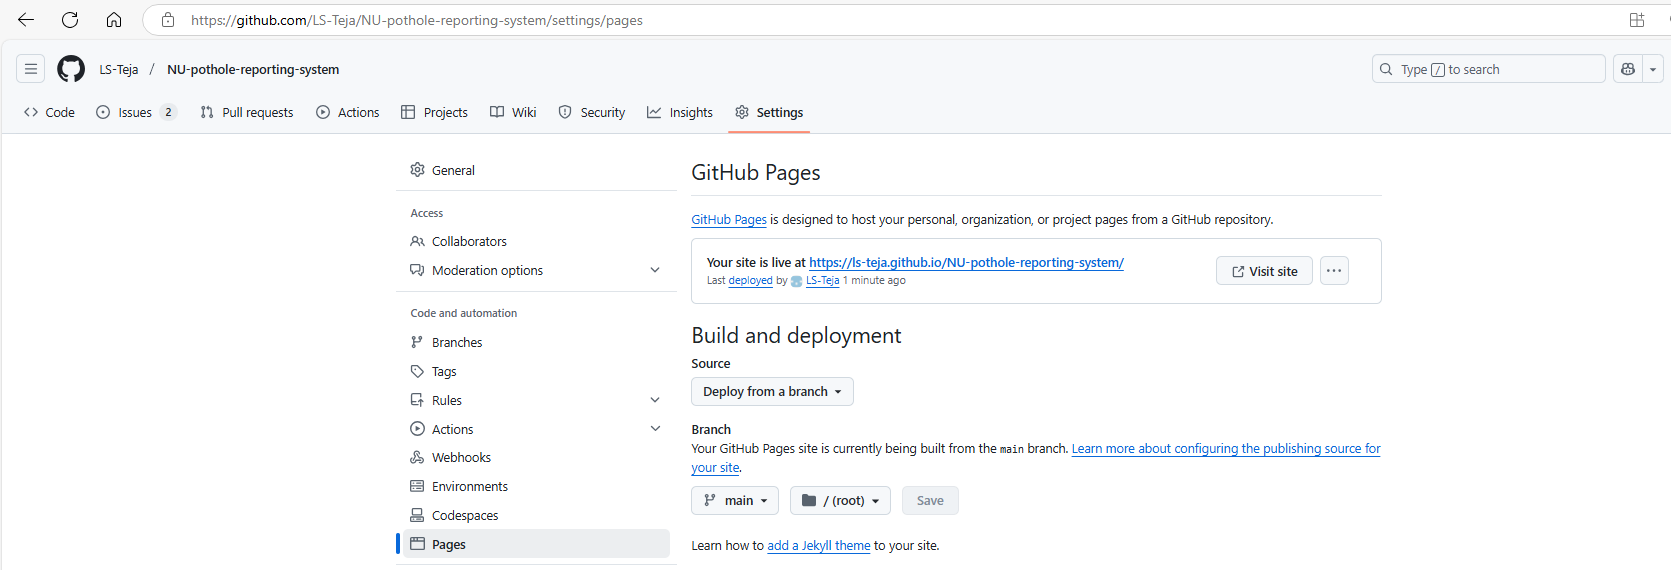 https://github.com/LS-Teja/NU-pothole-reporting-system/settings/pages
LS-Teja / NU-pothole-reporting-system
Type / to search
Code Issues 2 Pull requests Actions Projects Wiki Security Insights Settings
General
Access
Collaborators
Moderation options
Code and automation
Branches
Tags
Rules
Actions
Webhooks
Environments
Codespaces
Pages
GitHub Pages
GitHub Pages is designed to host your personal, organization, or project pages from a GitHub repository.
Your site is live at https://ls-teja.github.io/NU-pothole-reporting-system/
Last deployed by LS-Teja 1 minute ago
Visit site
Build and deployment
Source
Deploy from a branch
Branch
Your GitHub Pages site is currently being built from the main branch. Learn more about configuring the publishing source for
your site.
main / (root) Save
Learn how to add a Jekyll theme to your site.